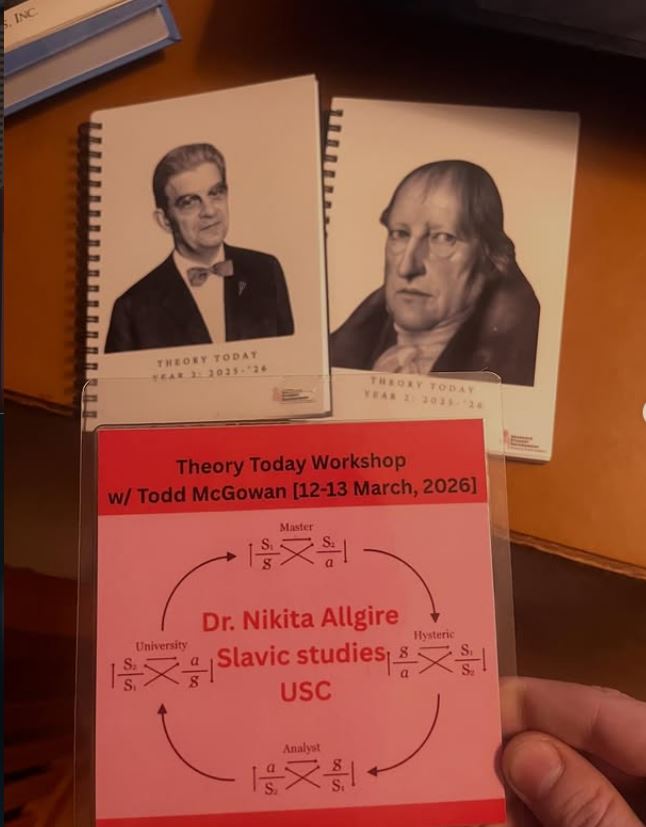 S, INC.
THEORY TODAY
YEAR 2: 2025-'26
THEORY TODAY
YEAR 2: 2025-'26
Theory Today Workshop
w/ Todd McGowan [12-13 March, 2026]
Master
S₁ S₂
$ a
Dr. Nikita Allgire
Slavic studies
USC
University
S₂ a
S₁ $
Hysteric
$ S₁
a S₂
Analyst
a $
S₂ S₁